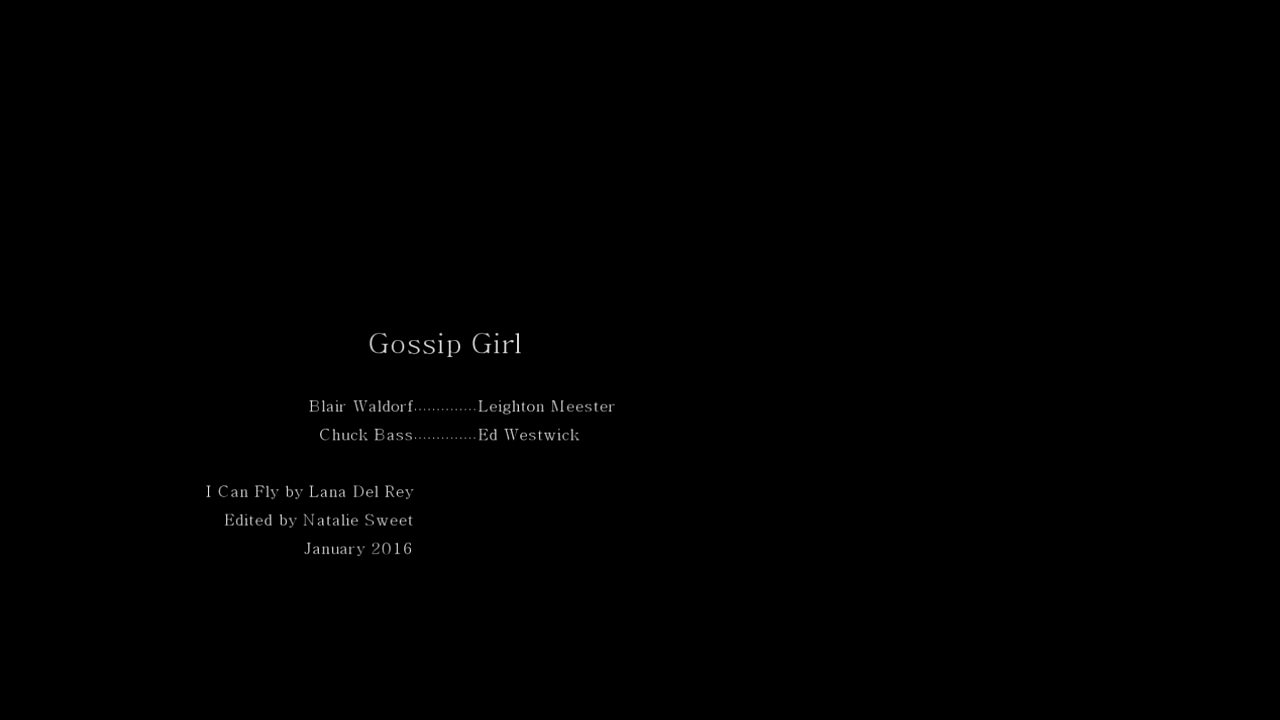 Gossip Girl
Blair Waldorf..............Leighton Meester
Chuck Bass..............Ed Westwick
I Can Fly by Lana Del Rey
Edited by Natalie Sweet
January 2016